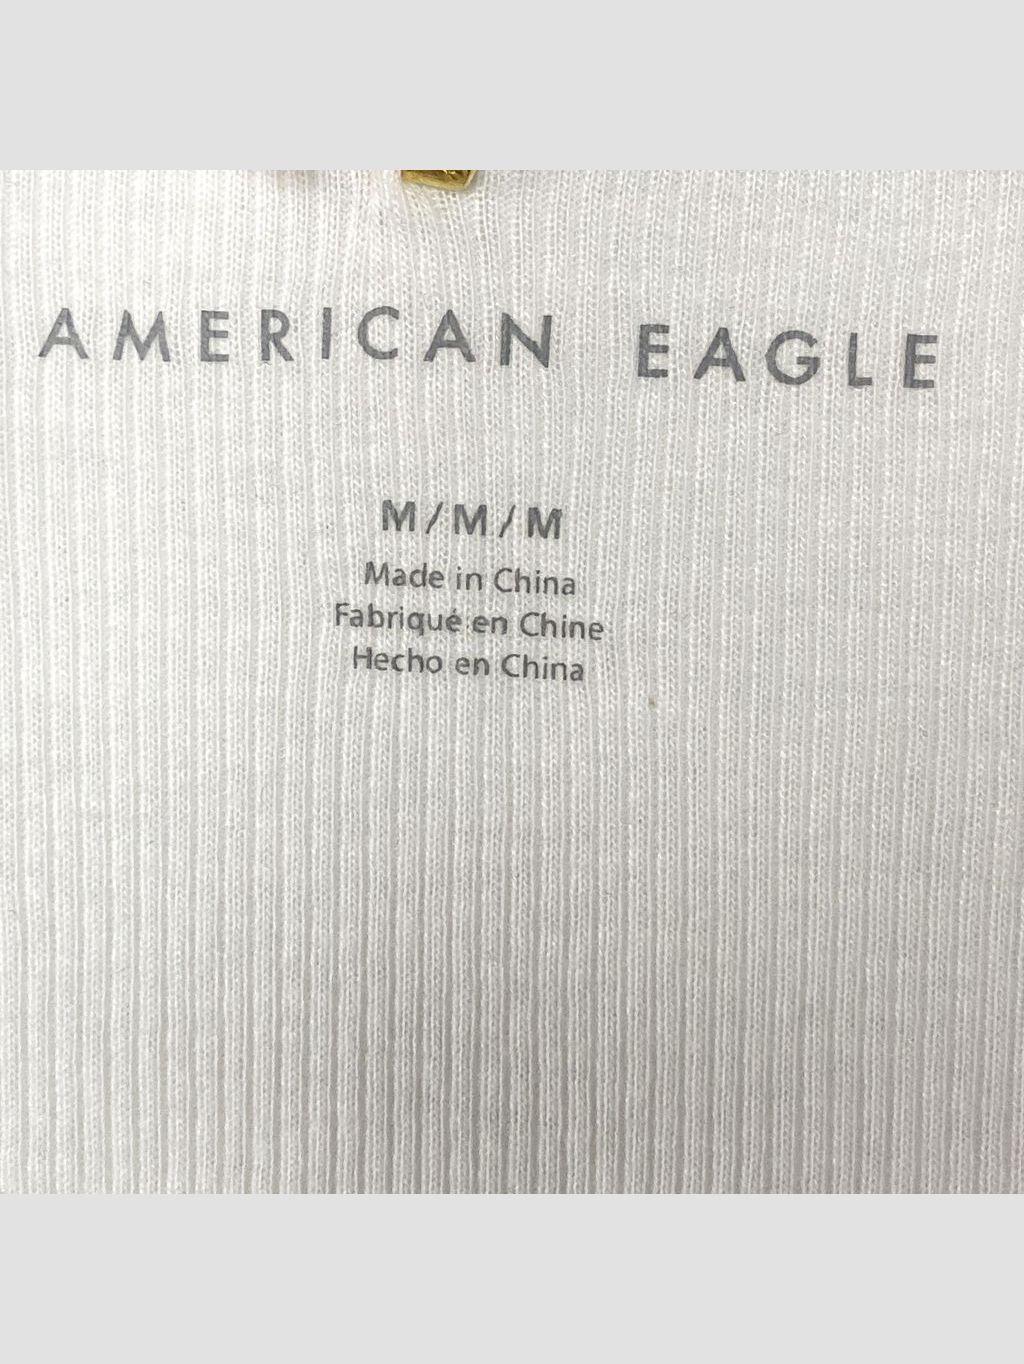 AMERICAN EAGLE
M/M/M
Made in China
Fabriqué en Chine
Hecho en China